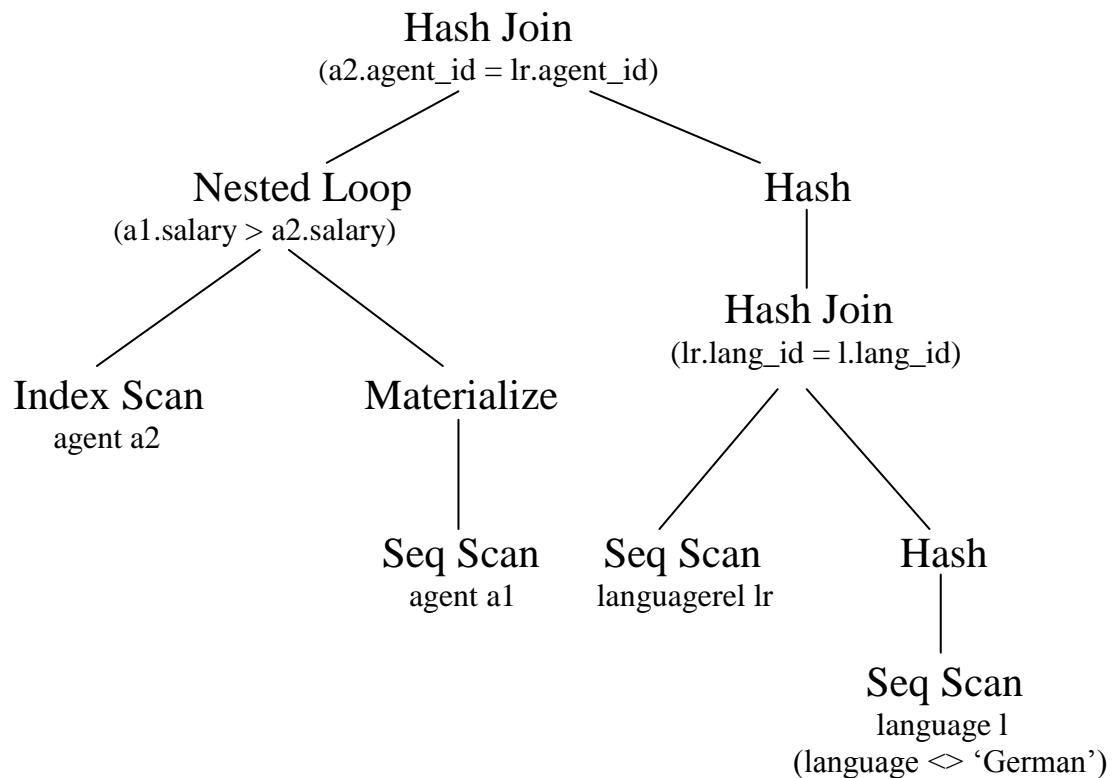 Hash Join
(a2.agent_id = lr.agent_id)
Nested Loop
(a1.salary > a2.salary)
Hash
Hash Join
(lr.lang_id = l.lang_id)
Index Scan
agent a2
Materialize
Seq Scan
agent a1
Seq Scan
languagerel lr
Hash
Seq Scan
language l
(language <> ‘German’)